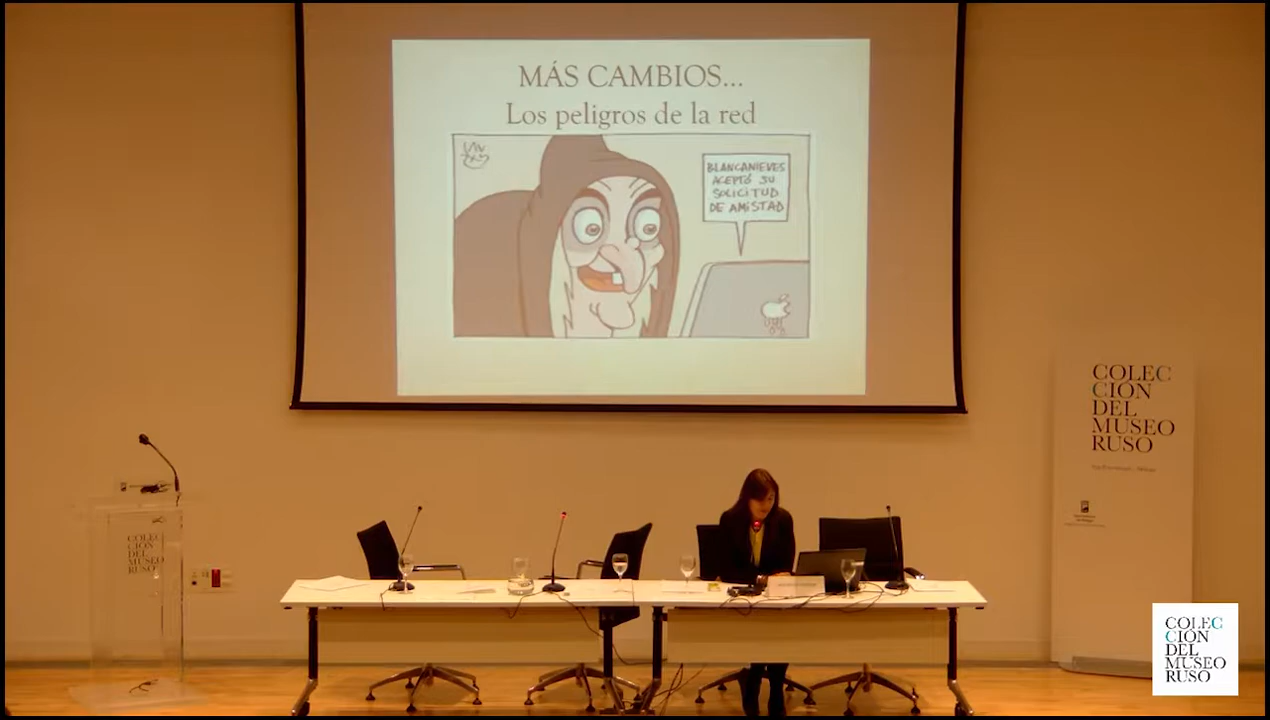 MÁS CAMBIOS...
Los peligros de la red
BLANCANIEVES
ACEPTÓ SU
SOLICITUD
DE AMISTAD
COLEC
CIÓN
DEL
MUSEO
RUSO
COLEC
CIÓN
DEL
MUSEO
RUSO
COLEC
CIÓN
DEL
MUSEO
RUSO